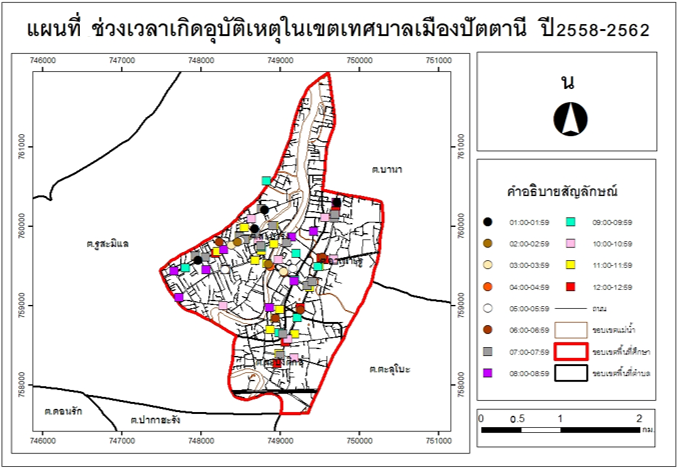 แผนที่ ช่วงเวลาเกิดอุบัติเหตุในเขตเทศบาลเมืองปัตตานี ปี2558-2562
746000 747000 748000 749000 750000 751000
761000
760000
759000
758000
ต.บานา
ต.รูสะมิแล
ต.ตะลุโบะ
ต.ดอนรัก
ต.ปากาฮะรัง
746000 747000 748000 749000 750000 751000
น
คำอธิบายสัญลักษณ์
01:00-01:59
02:00-02:59
03:00-03:59
04:00-04:59
05:00-05:59
06:00-06:59
07:00-07:59
08:00-08:59
09:00-09:59
10:00-10:59
11:00-11:59
12:00-12:59
ถนน
ขอบเขตแม่น้ำ
ขอบเขตพื้นที่ศึกษา
ขอบเขตพื้นที่ตำบล
0 0.5 1 2
กม.